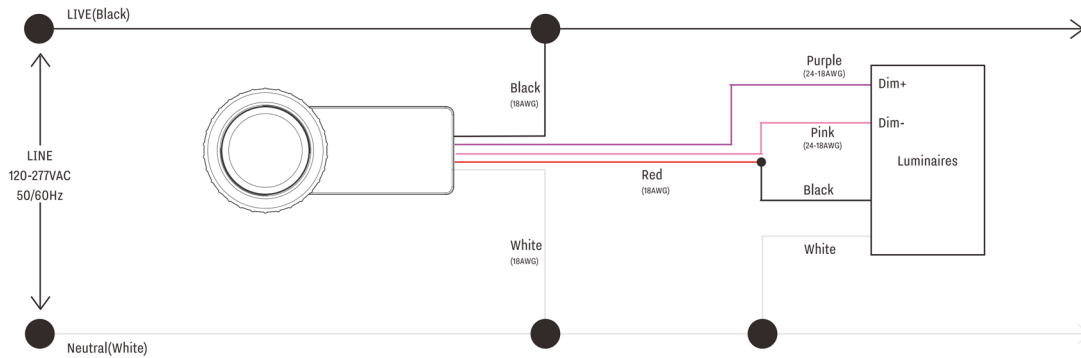 LIVE(Black)
Purple
(24-18AWG)
Black
(18AWG)
Dim+
Pink
(24-18AWG)
Dim-
LINE
120-277VAC
50/60Hz
Luminaires
Red
(18AWG)
Black
White
(18AWG)
White
Neutral(White)